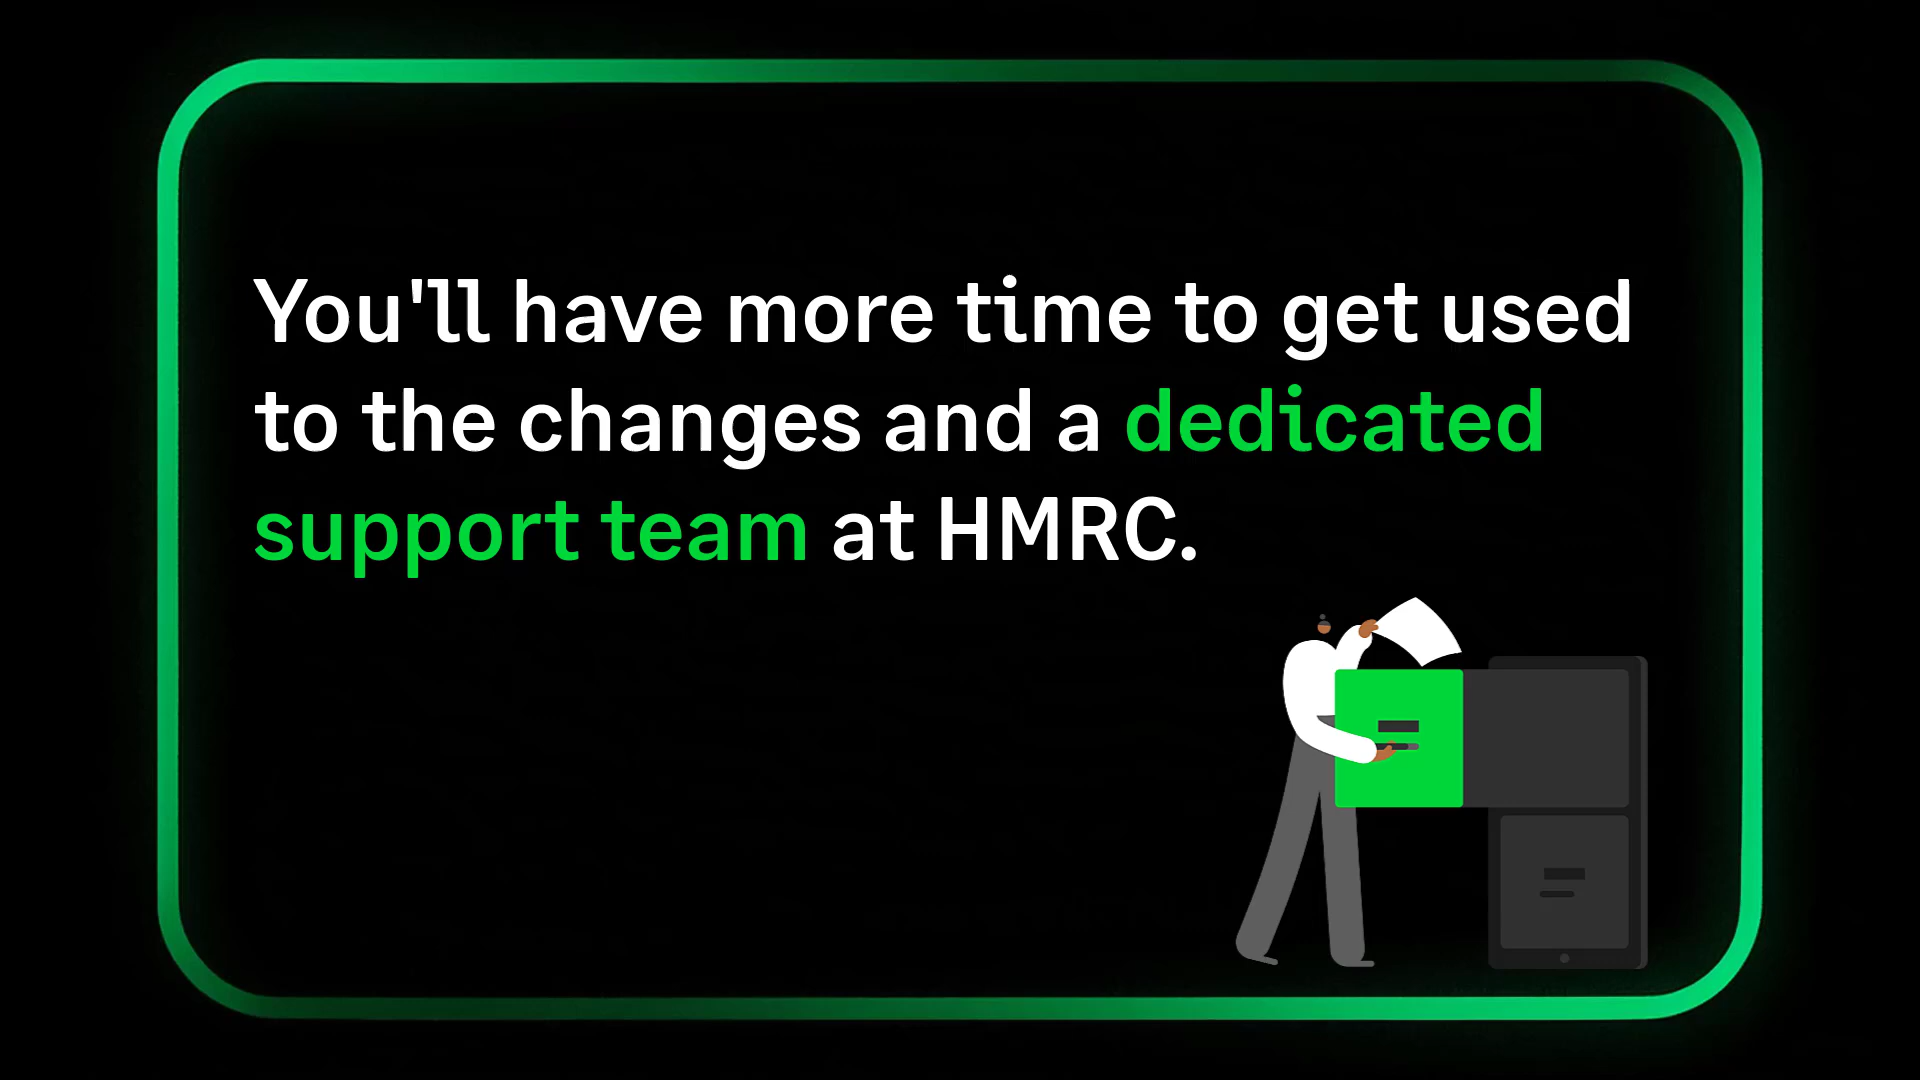 You'll have more time to get used
to the changes and a dedicated
support team at HMRC.